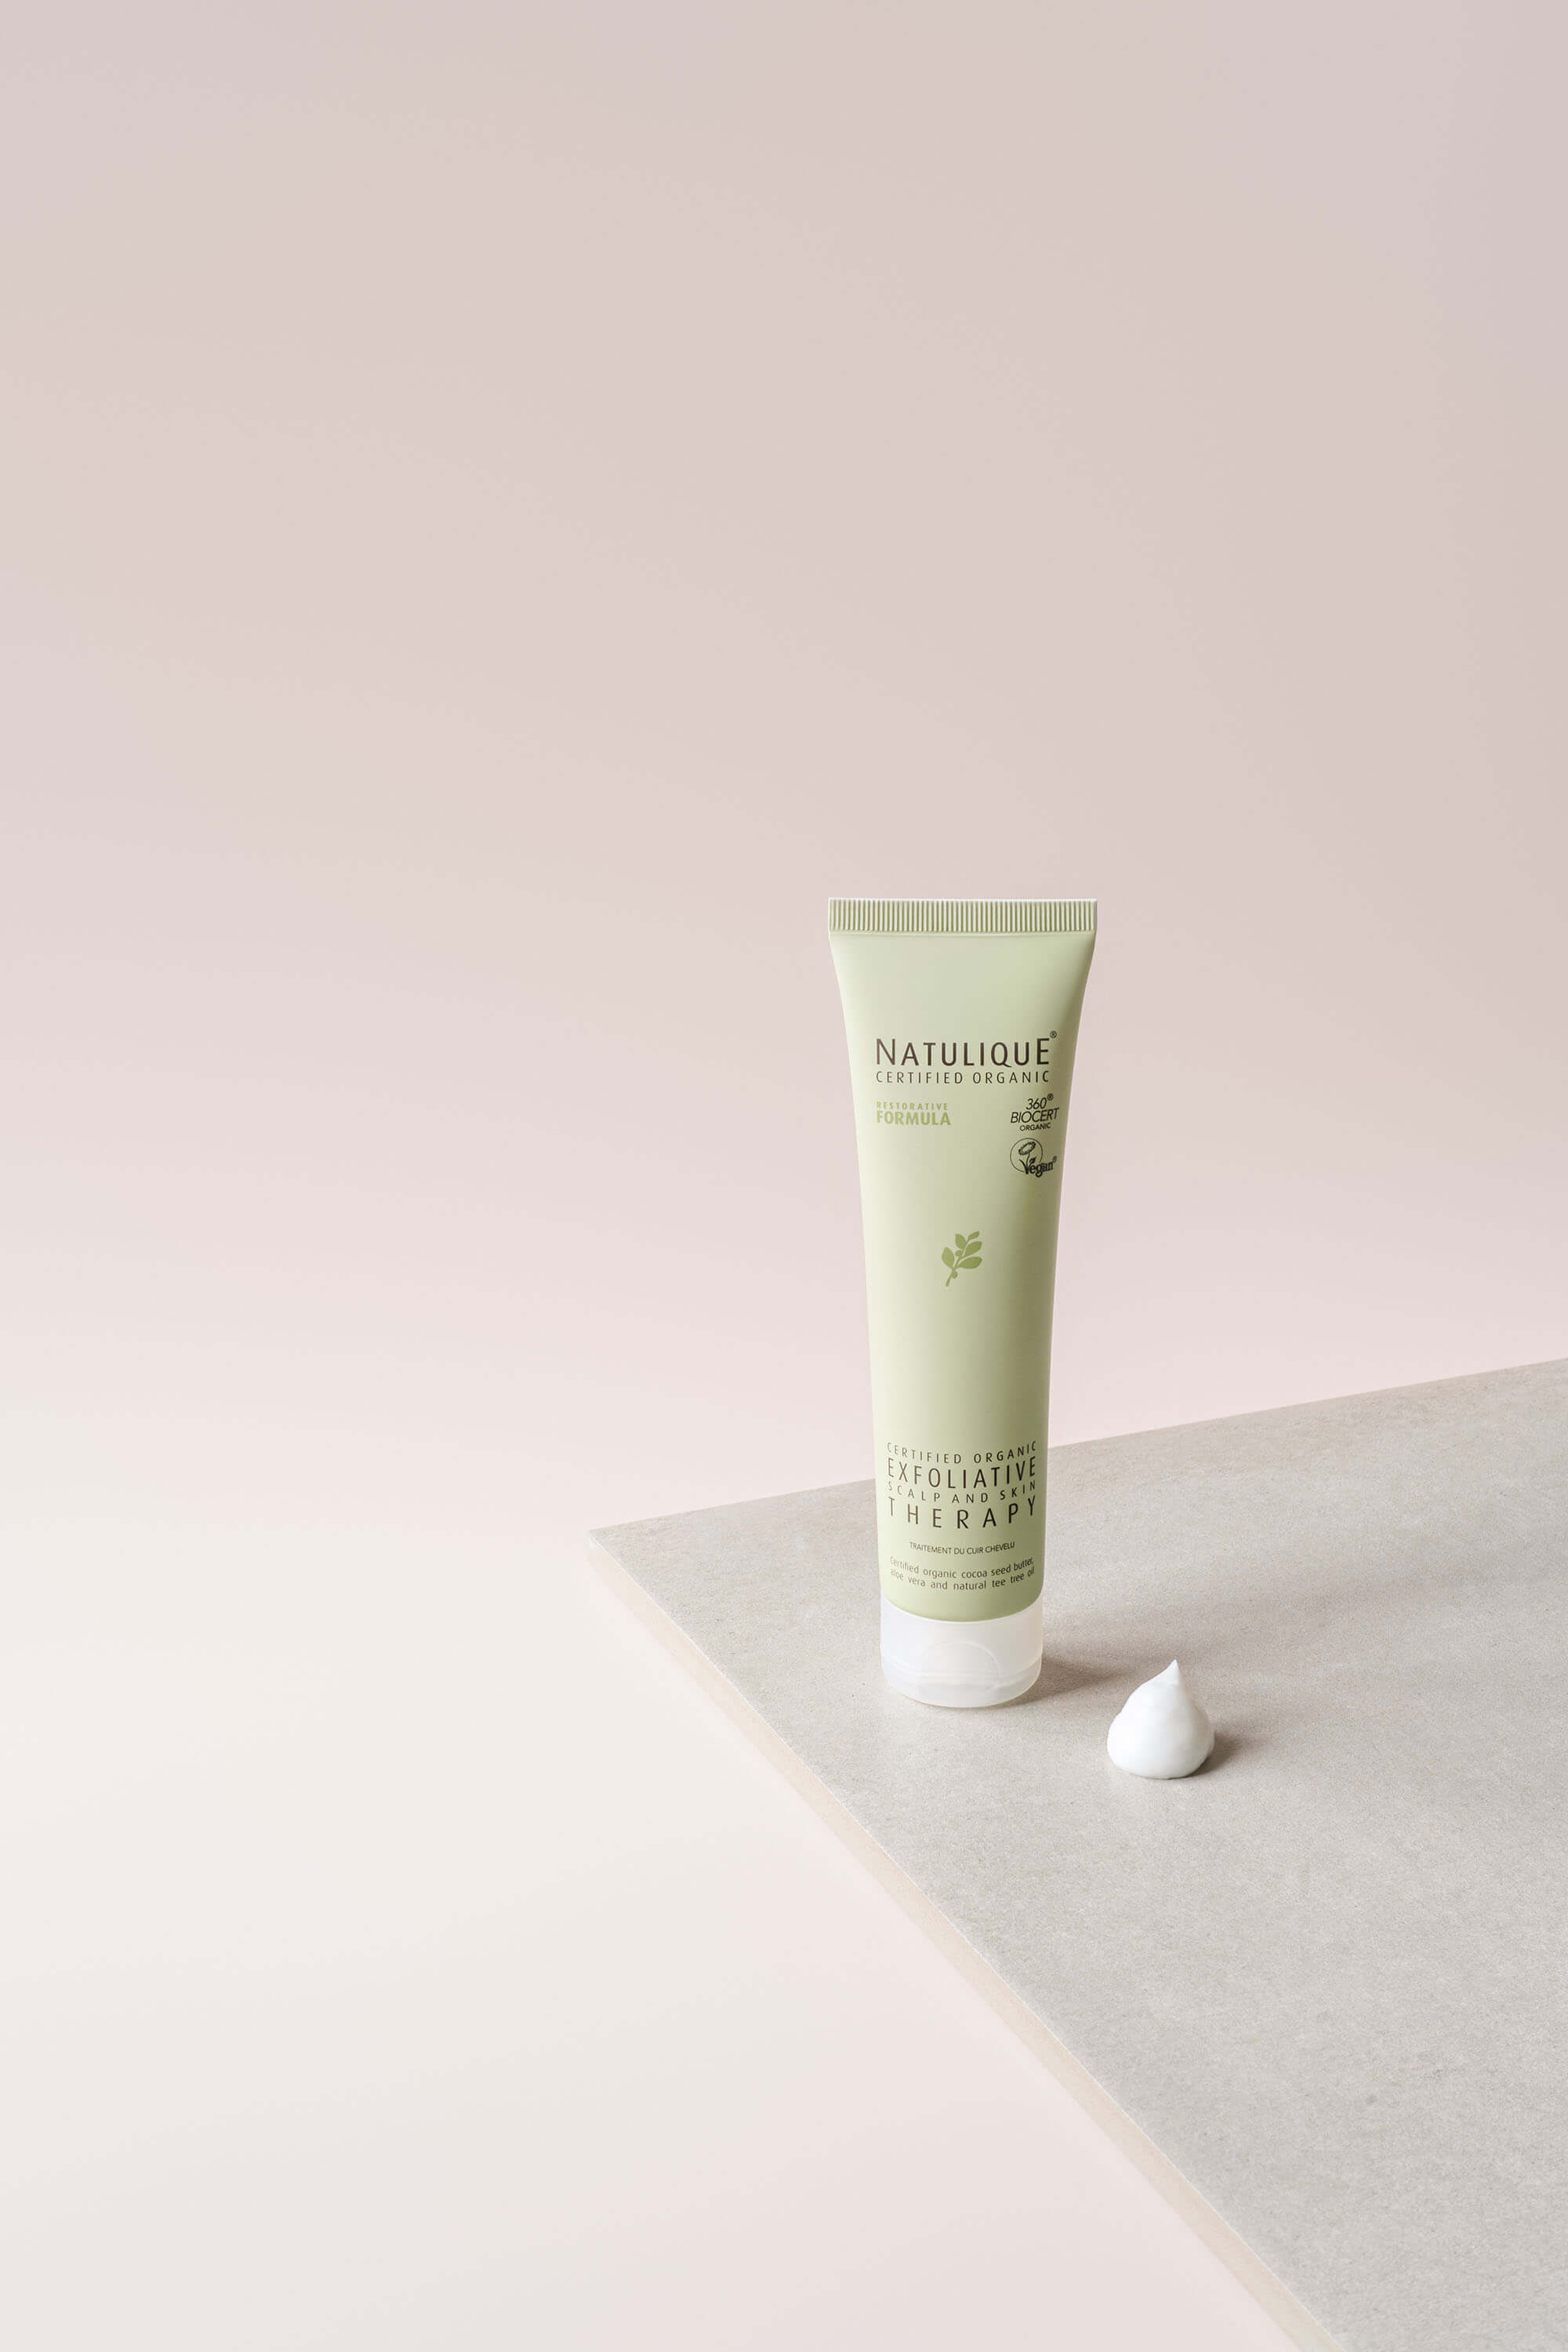 NATULIQUE®
CERTIFIED ORGANIC
RESTORATIVE
FORMULA
360®
BIOCERT
ORGANIC
Vegan®
CERTIFIED ORGANIC
EXFOLIATIVE
SCALP AND SKIN
THERAPY
TRAITEMENT DU CUIR CHEVELU
Certified organic cocoa seed butter,
aloe vera and natural tee tree oil